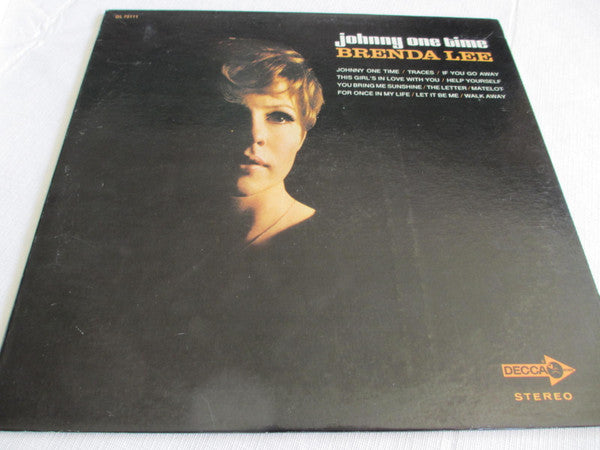 DL 75111
johnny one time
BRENDA LEE
JOHNNY ONE TIME / TRACES / IF YOU GO AWAY
THIS GIRL'S IN LOVE WITH YOU / HELP YOURSELF
YOU BRING ME SUNSHINE / THE LETTER / MATELOT
FOR ONCE IN MY LIFE / LET IT BE ME / WALK AWAY
DECCA
STEREO